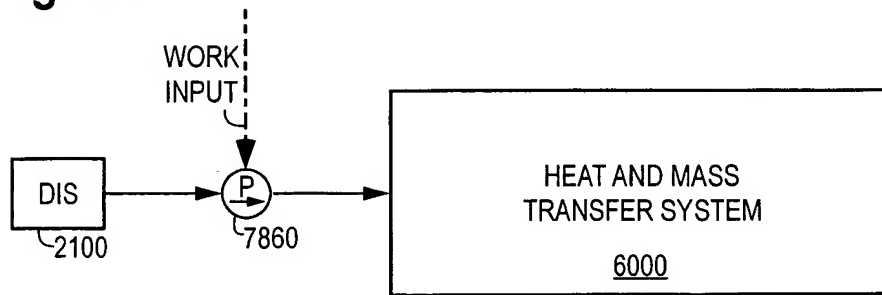 g
WORK
INPUT
DIS
P
2100
7860
HEAT AND MASS
TRANSFER SYSTEM
6000